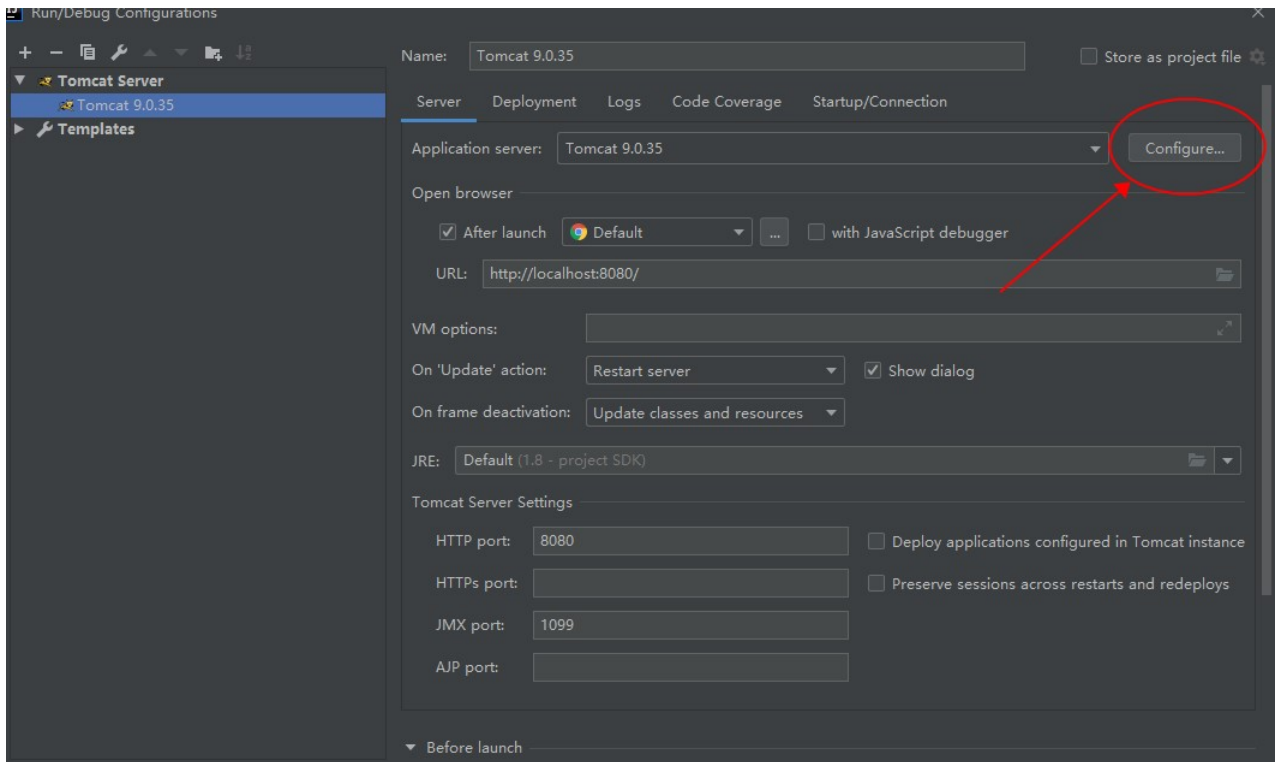 Run/Debug Configurations
Name: Tomcat 9.0.35 Store as project file
Tomcat Server
Tomcat 9.0.35
Templates
Server Deployment Logs Code Coverage Startup/Connection
Application server: Tomcat 9.0.35 Configure...
Open browser
After launch Default ... with JavaScript debugger
URL: http://localhost:8080/
VM options:
On 'Update' action: Restart server Show dialog
On frame deactivation: Update classes and resources
JRE: Default (1.8 - project SDK)
Tomcat Server Settings
HTTP port: 8080 Deploy applications configured in Tomcat instance
HTTPs port: Preserve sessions across restarts and redeploys
JMX port: 1099
AJP port:
Before launch